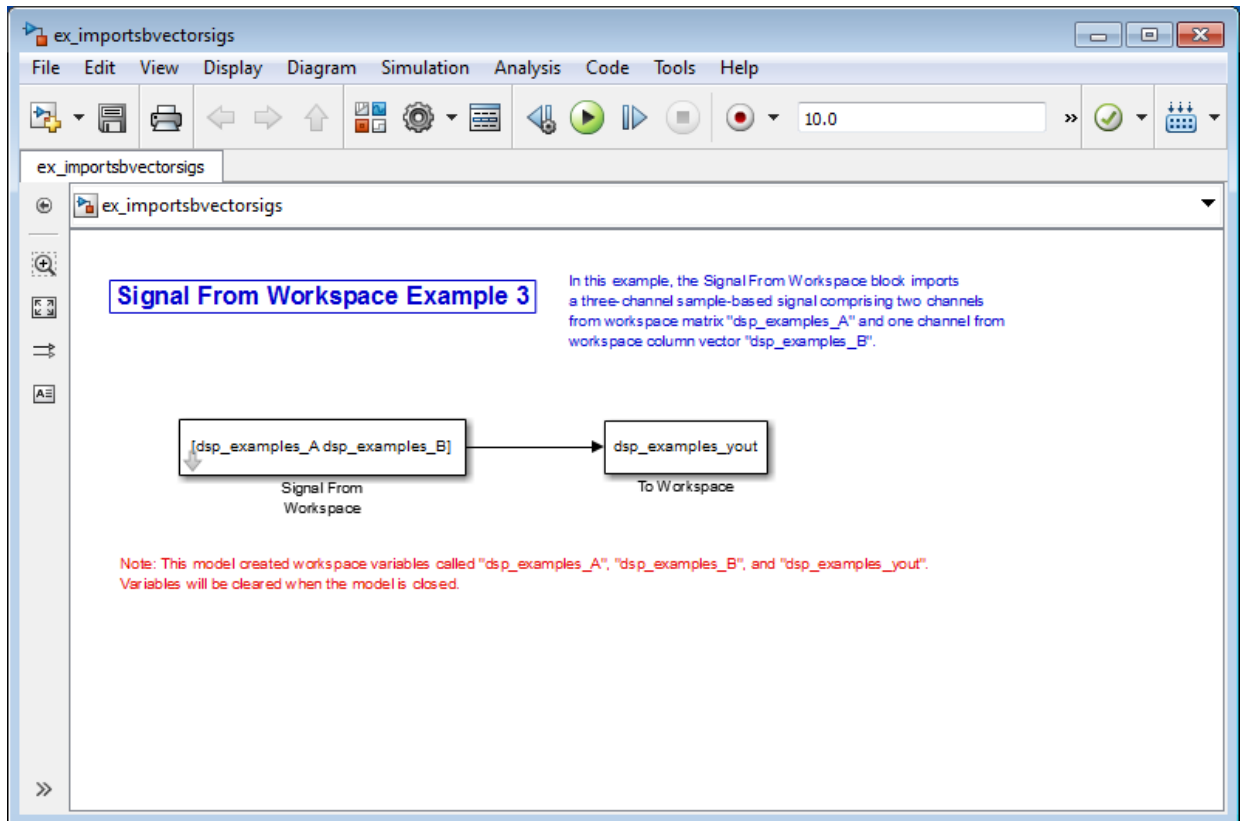 ex_importsbvectorsigs
File Edit View Display Diagram Simulation Analysis Code Tools Help
10.0
ex_importsbvectorsigs
ex_importsbvectorsigs
Signal From Workspace Example 3
In this example, the Signal From Workspace block imports
a three-channel sample-based signal comprising two channels
from workspace matrix "dsp_examples_A" and one channel from
workspace column vector "dsp_examples_B".
[dsp_examples_A dsp_examples_B]
dsp_examples_yout
Signal From
Workspace
To Workspace
Note: This model created workspace variables called "dsp_examples_A", "dsp_examples_B", and "dsp_examples_yout".
Variables will be cleared when the model is closed.